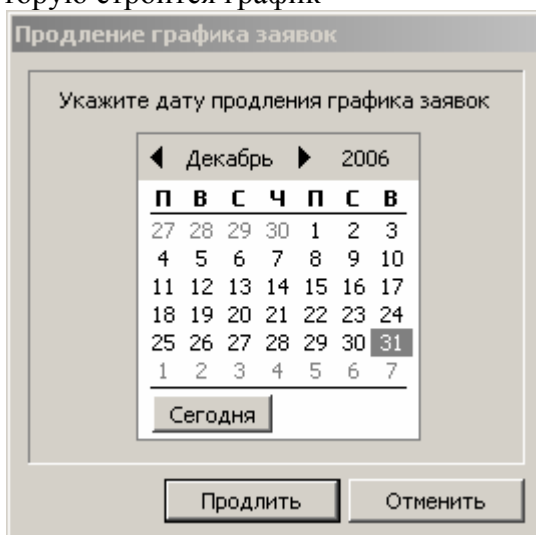 торую строится график
Продление графика заявок
Укажите дату продления графика заявок
Декабрь 2006
П В С Ч П С В
27 28 29 30 1 2 3
4 5 6 7 8 9 10
11 12 13 14 15 16 17
18 19 20 21 22 23 24
25 26 27 28 29 30 31
1 2 3 4 5 6 7
Сегодня
Продлить Отменить